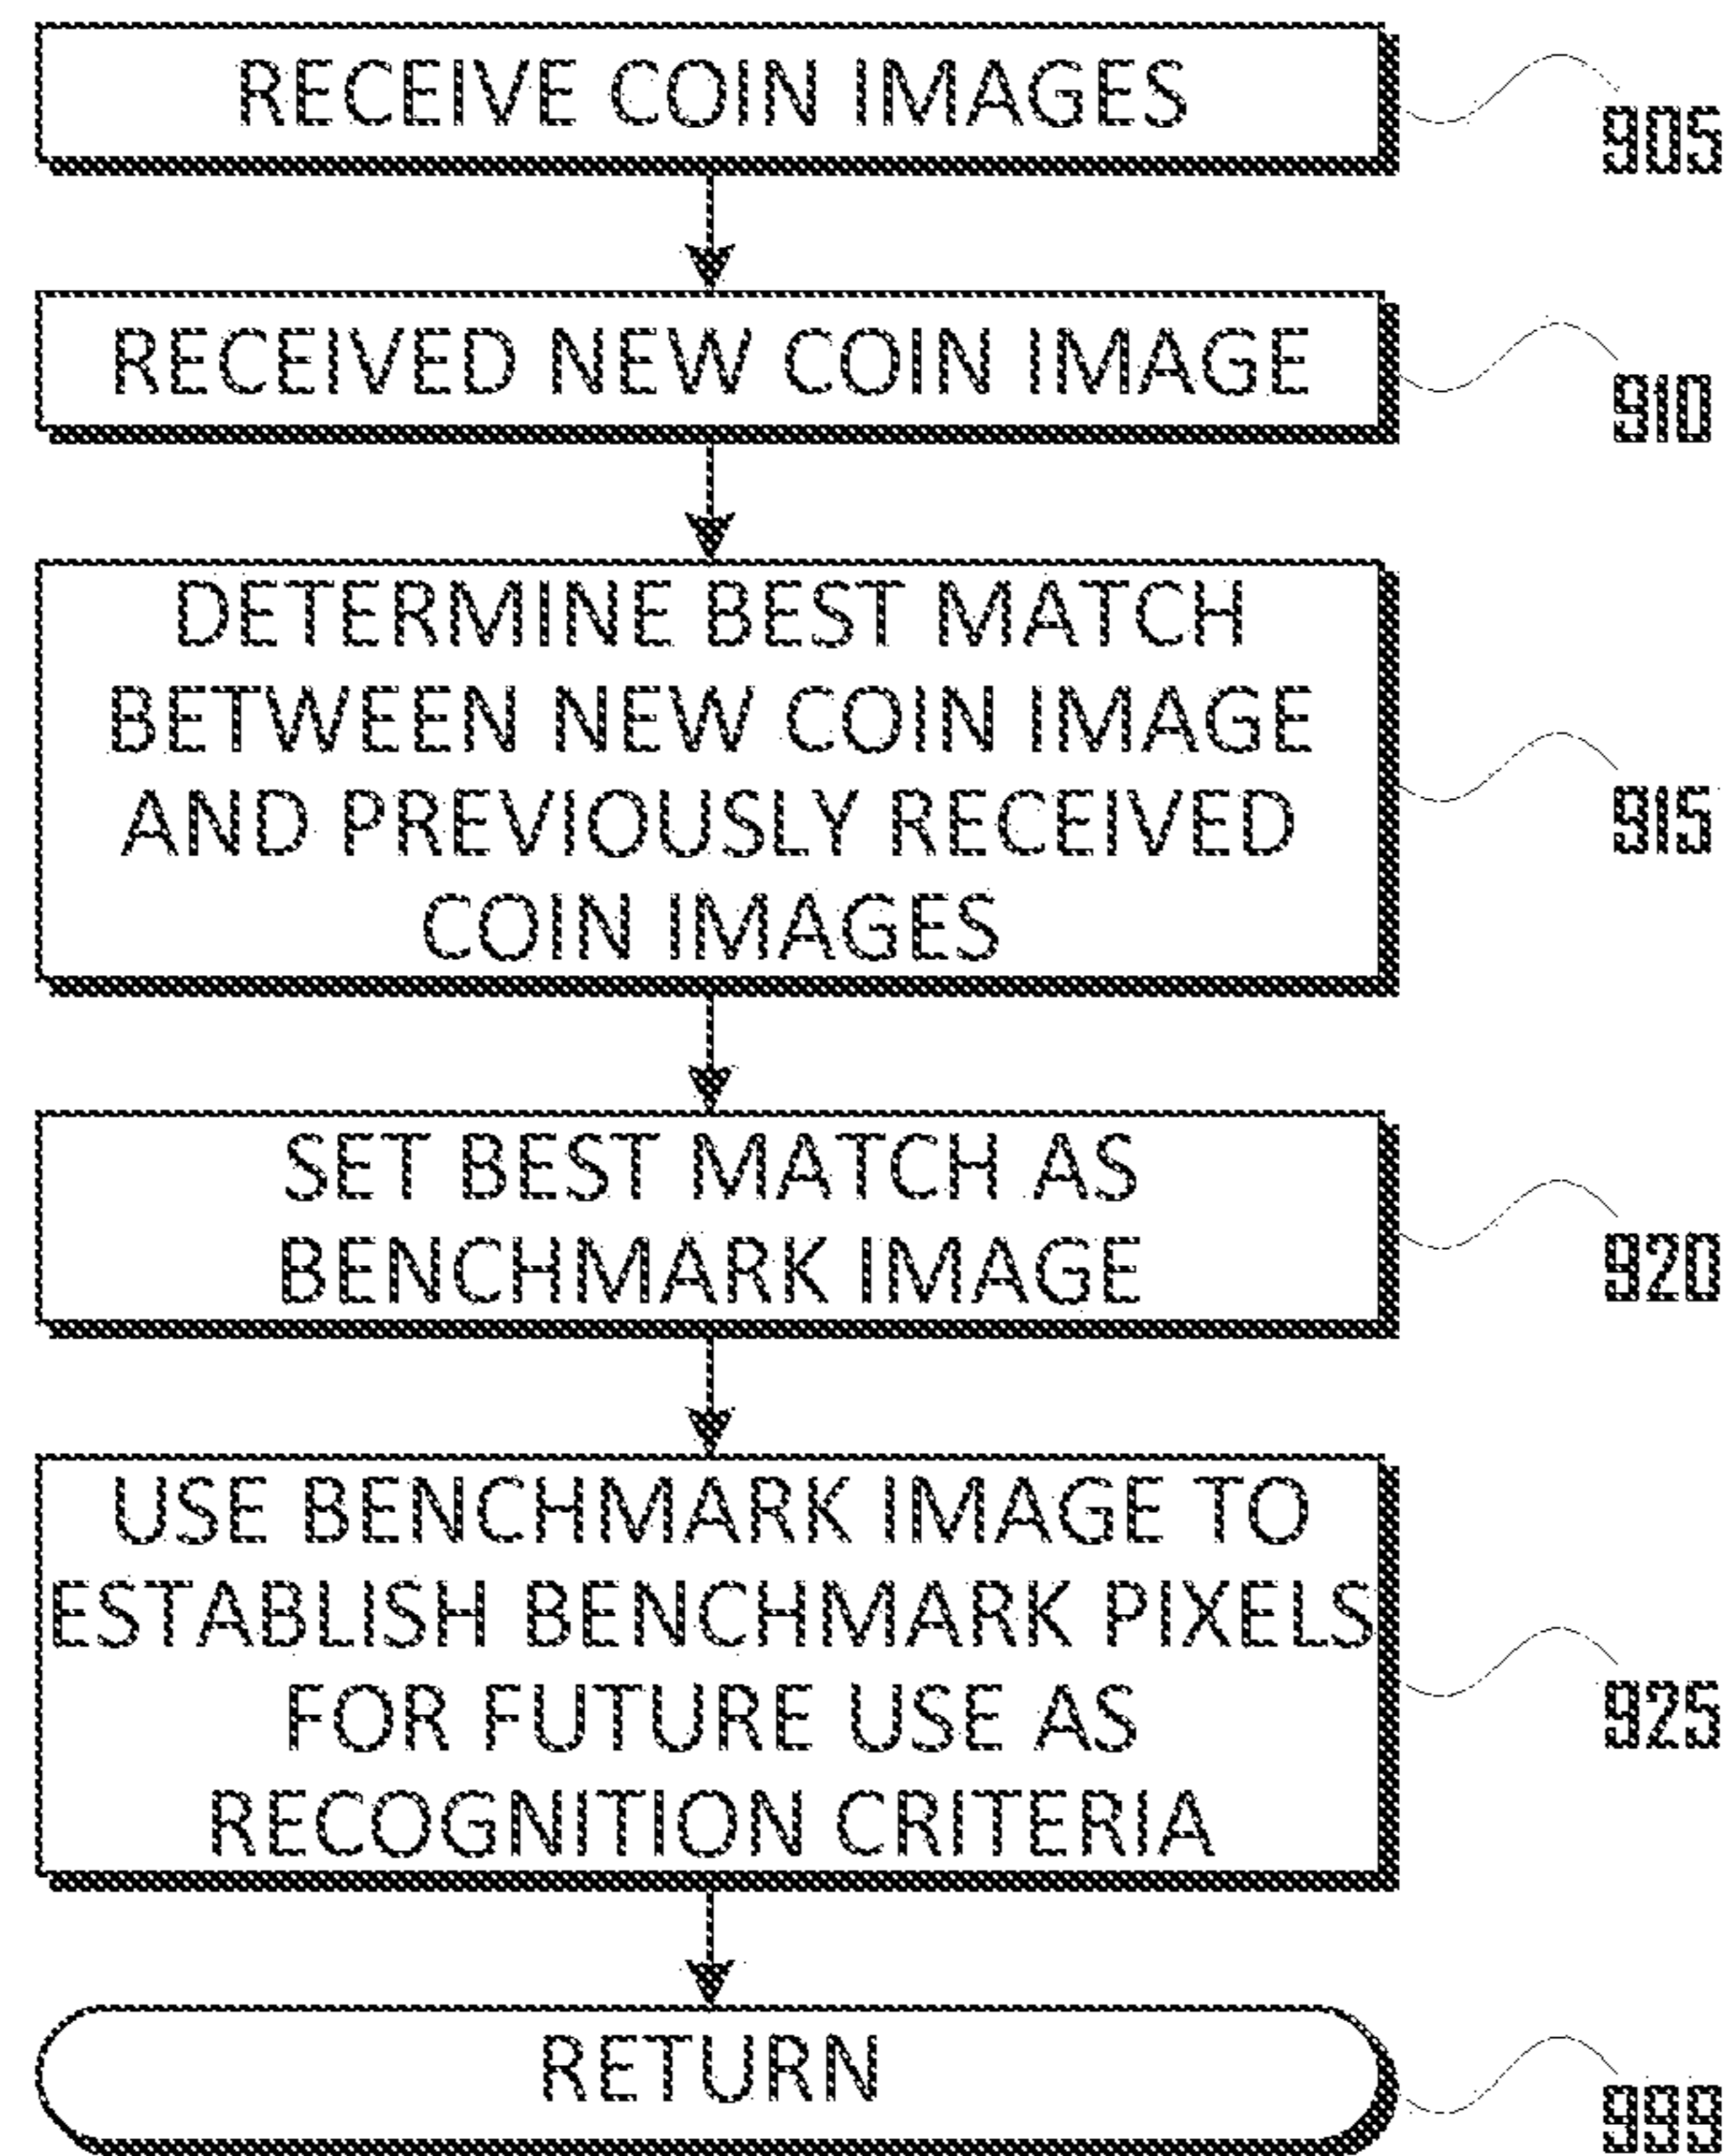 RECEIVE COIN IMAGES
905
RECEIVED NEW COIN IMAGE
910
DETERMINE BEST MATCH
BETWEEN NEW COIN IMAGE
AND PREVIOUSLY RECEIVED
COIN IMAGES
915
SET BEST MATCH AS
BENCHMARK IMAGE
920
USE BENCHMARK IMAGE TO
ESTABLISH BENCHMARK PIXELS
FOR FUTURE USE AS
RECOGNITION CRITERIA
925
RETURN
999